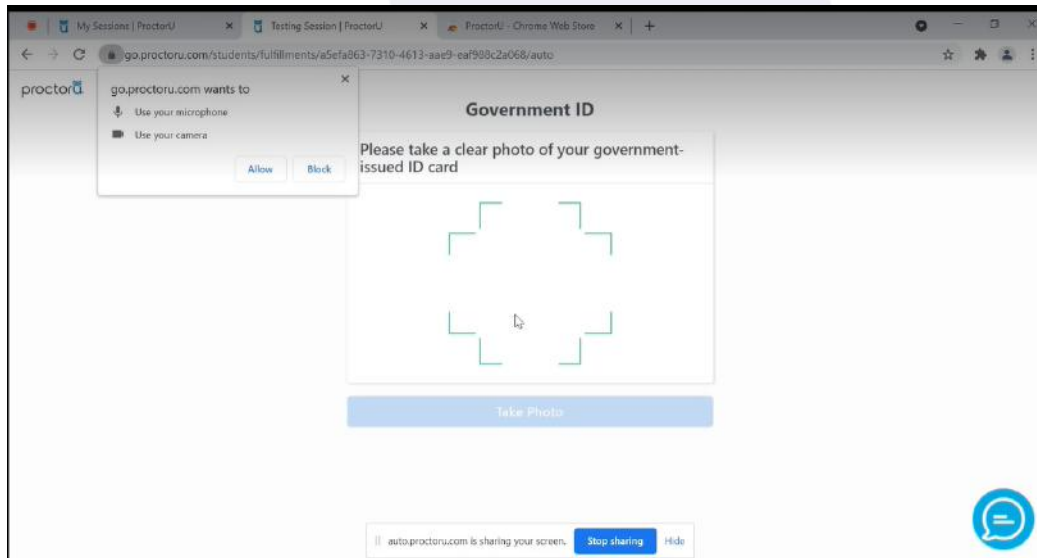 My Sessions | ProctorU
Testing Session | ProctorU
ProctorU - Chrome Web Store
go.proctoru.com/students/fulfillments/a5efa863-7310-4613-aae9-eaf988c2a068/auto
proctorU
go.proctoru.com wants to
Use your microphone
Use your camera
Allow
Block
Government ID
Please take a clear photo of your government-
issued ID card
Take Photo
auto.proctoru.com is sharing your screen.
Stop sharing
Hide